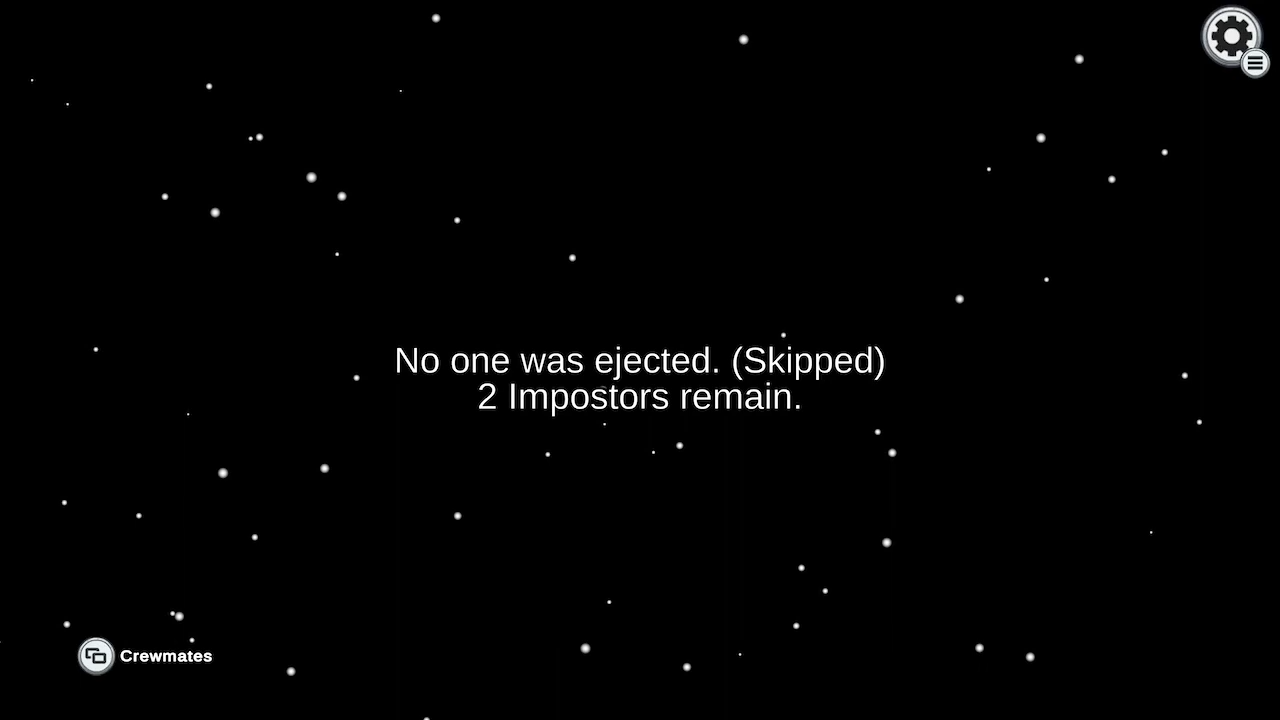 No one was ejected. (Skipped)
2 Impostors remain.
Crewmates